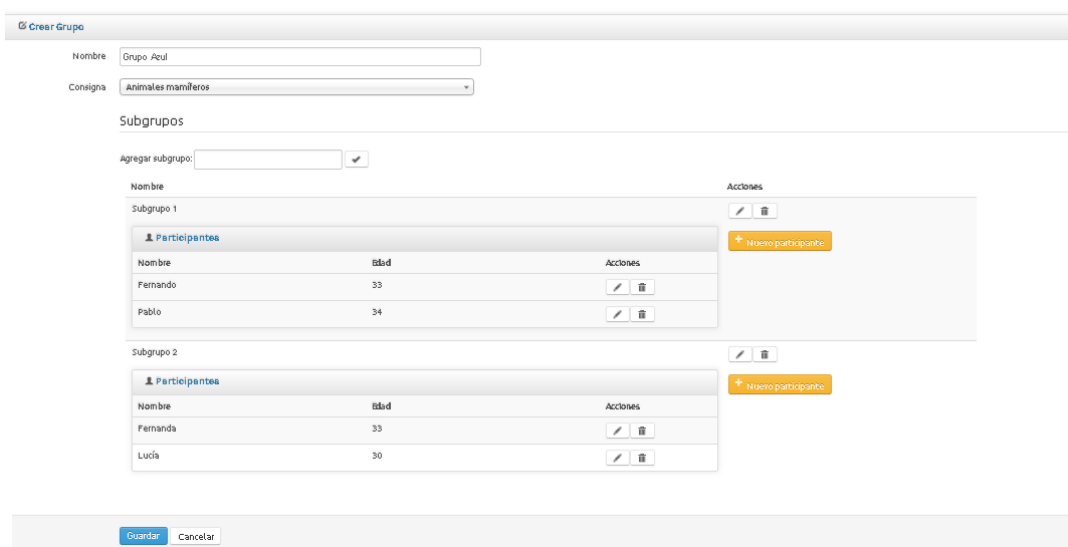 Crear Grupo
Nombre Grupo Azul
Consigna Animales mamíferos
Subgrupos
Agregar subgrupo:
Nombre Acciones
Subgrupo 1
Participantes
Nuevo participante
Nombre Edad Acciones
Fernando 33
Pablo 34
Subgrupo 2
Participantes
Nuevo participante
Nombre Edad Acciones
Fernanda 33
Lucía 30
Guardar Cancelar